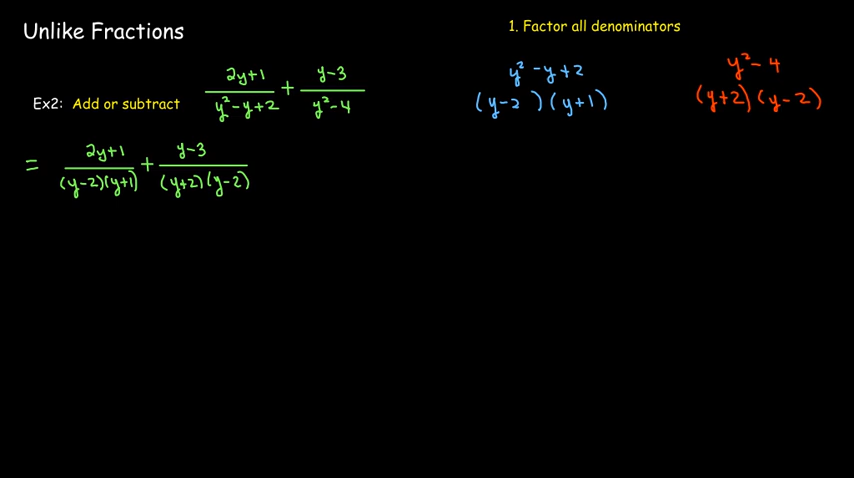 Unlike Fractions
1. Factor all denominators
Ex2: Add or subtract (2y+1)/(y²-y+2) + (y-3)/(y²-4)
y²-y+2
(y-2)(y+1)
y²-4
(y+2)(y-2)
= (2y+1)/((y-2)(y+1)) + (y-3)/((y+2)(y-2))